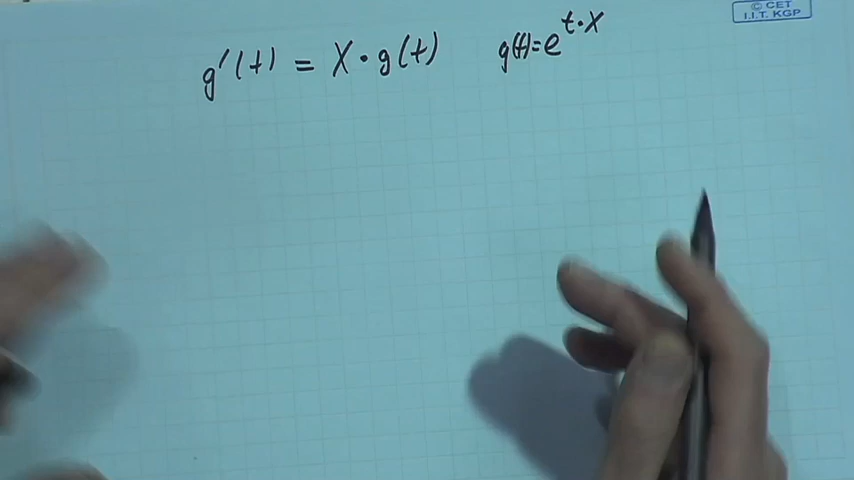 g'(t) = X · g(t)    g(t) = e^{t·X}
© CET
I.I.T. KGP